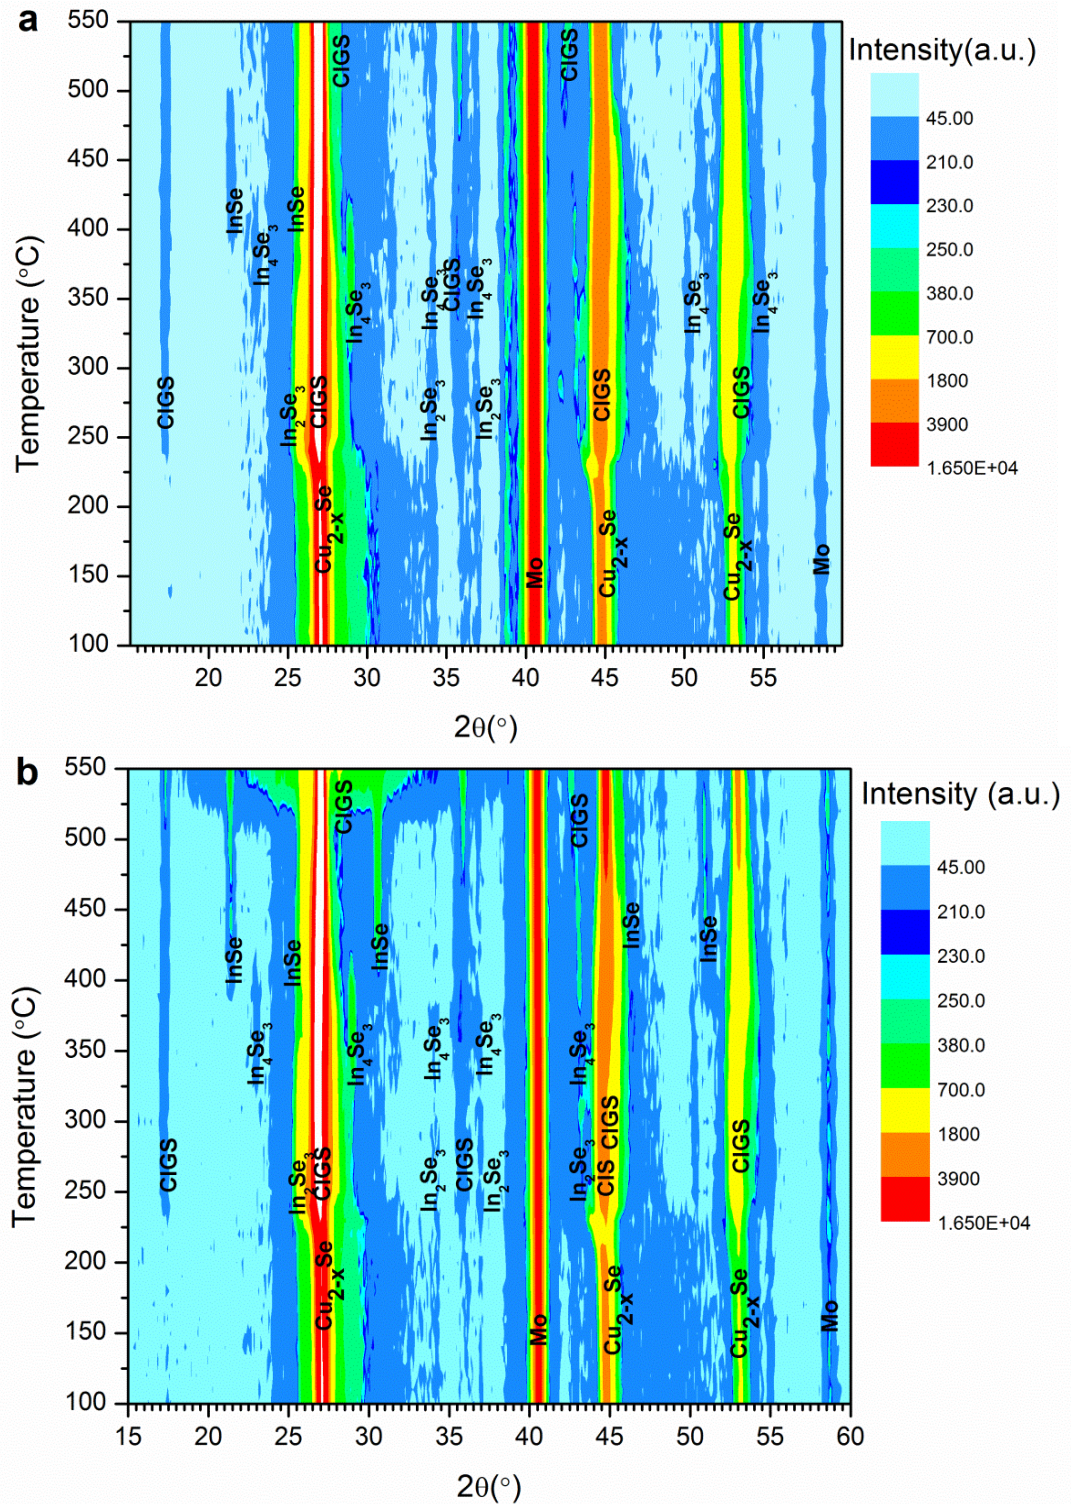 a
Intensity(a.u.)
45.00
210.0
230.0
250.0
380.0
700.0
1800
3900
1.650E+04
Temperature (°C)
550
500
450
400
350
300
250
200
150
100
CIGS
InSe
In4Se3
InSe
In2Se3
CIGS
CIGS
In4Se3
Cu2-x Se
In4Se3
CIGS
In4Se3
In2Se3
In2Se3
Mo
CIGS
CIGS
Cu2-x Se
In4Se3
In4Se3
CIGS
Cu2-x Se
Mo
20 25 30 35 40 45 50 55
2θ(°)
b
Intensity (a.u.)
45.00
210.0
230.0
250.0
380.0
700.0
1800
3900
1.650E+04
Temperature (°C)
550
500
450
400
350
300
250
200
150
100
CIGS
InSe
In4Se3
InSe
In2Se3
CIGS
CIGS
In4Se3
InSe
Cu2-x Se
In4Se3
In4Se3
In2Se3
CIGS
In2Se3
Mo
CIGS
In4Se3
In2Se3
CIS CIGS
InSe
Cu2-x Se
InSe
CIGS
Cu2-x Se
Mo
15 20 25 30 35 40 45 50 55 60
2θ(°)